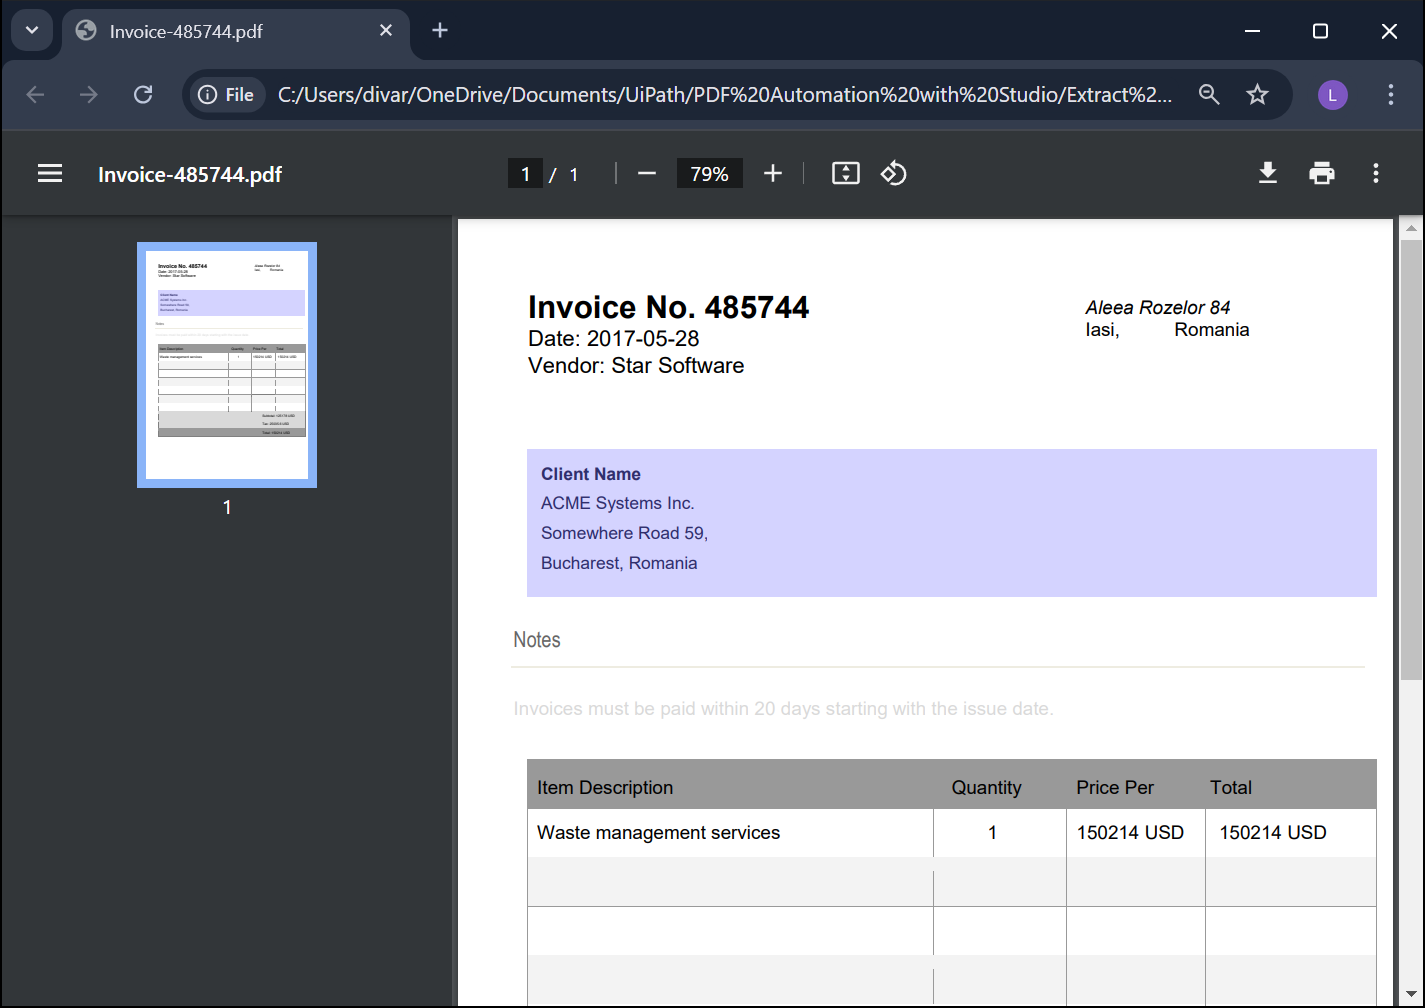 Invoice-485744.pdf
File C:/Users/divar/OneDrive/Documents/UiPath/PDF%20Automation%20with%20Studio/Extract%2... L
Invoice-485744.pdf 1 / 1 79%
Invoice No. 485744
Date: 2017-05-28
Vendor: Star Software
Aleea Rozelor 84
Iasi, Romania
Client Name
ACME Systems Inc.
Somewhere Road 59,
Bucharest, Romania
1
Notes
Invoices must be paid within 20 days starting with the issue date.
Item Description Quantity Price Per Total
Waste management services 1 150214 USD 150214 USD